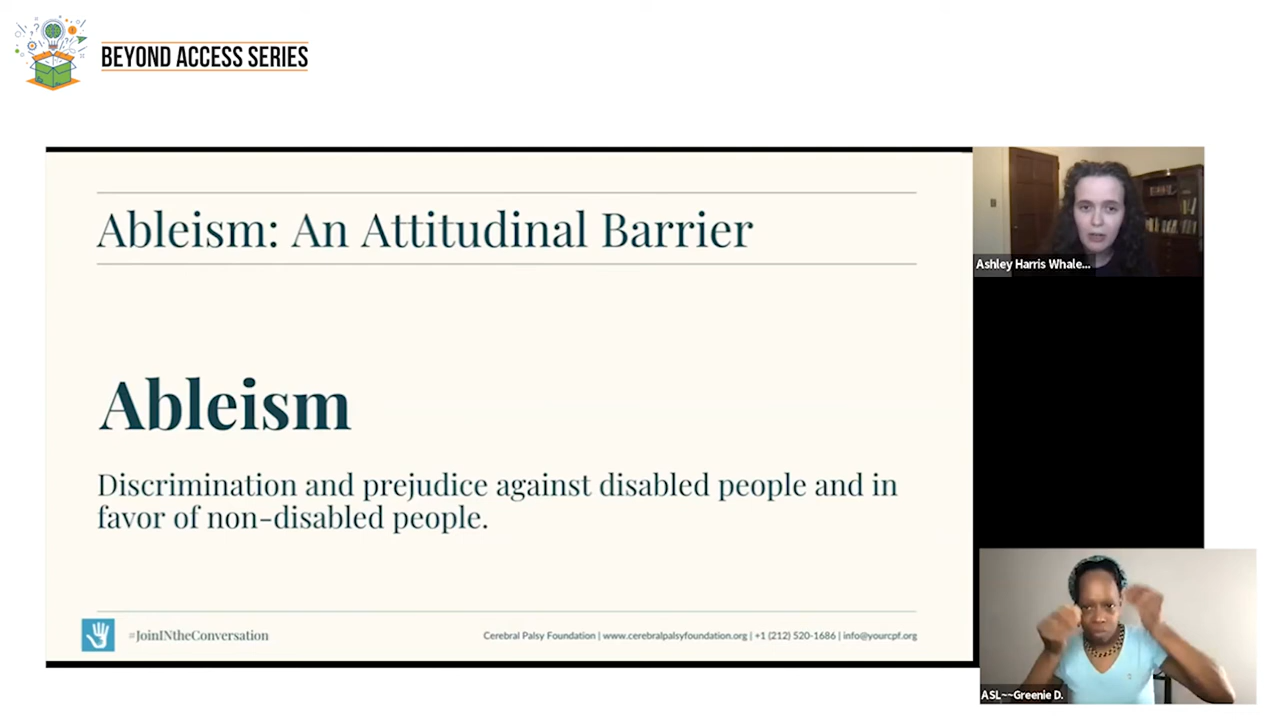 BEYOND ACCESS SERIES
Ableism: An Attitudinal Barrier
Ashley Harris Whale...
Ableism
Discrimination and prejudice against disabled people and in
favor of non-disabled people.
#JoinINtheConversation
Cerebral Palsy Foundation | www.cerebralpalsyfoundation.org | +1 (212) 520-1686 | info@yourcpf.org
ASL~~Greenie D.